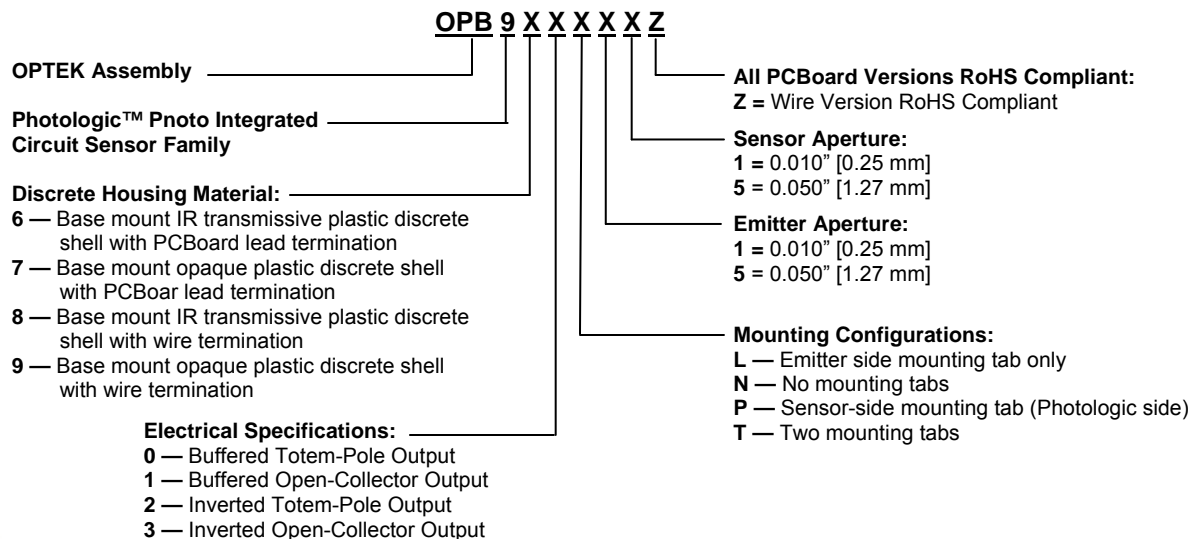 OPB 9 X X X X X Z
OPTEK Assembly
Photologic™ Pnoto Integrated
Circuit Sensor Family
Discrete Housing Material:
6 — Base mount IR transmissive plastic discrete
shell with PCBoard lead termination
7 — Base mount opaque plastic discrete shell
with PCBoar lead termination
8 — Base mount IR transmissive plastic discrete
shell with wire termination
9 — Base mount opaque plastic discrete shell
with wire termination
Electrical Specifications:
0 — Buffered Totem-Pole Output
1 — Buffered Open-Collector Output
2 — Inverted Totem-Pole Output
3 — Inverted Open-Collector Output
All PCBoard Versions RoHS Compliant:
Z = Wire Version RoHS Compliant
Sensor Aperture:
1 = 0.010” [0.25 mm]
5 = 0.050” [1.27 mm]
Emitter Aperture:
1 = 0.010” [0.25 mm]
5 = 0.050” [1.27 mm]
Mounting Configurations:
L — Emitter side mounting tab only
N — No mounting tabs
P — Sensor-side mounting tab (Photologic side)
T — Two mounting tabs